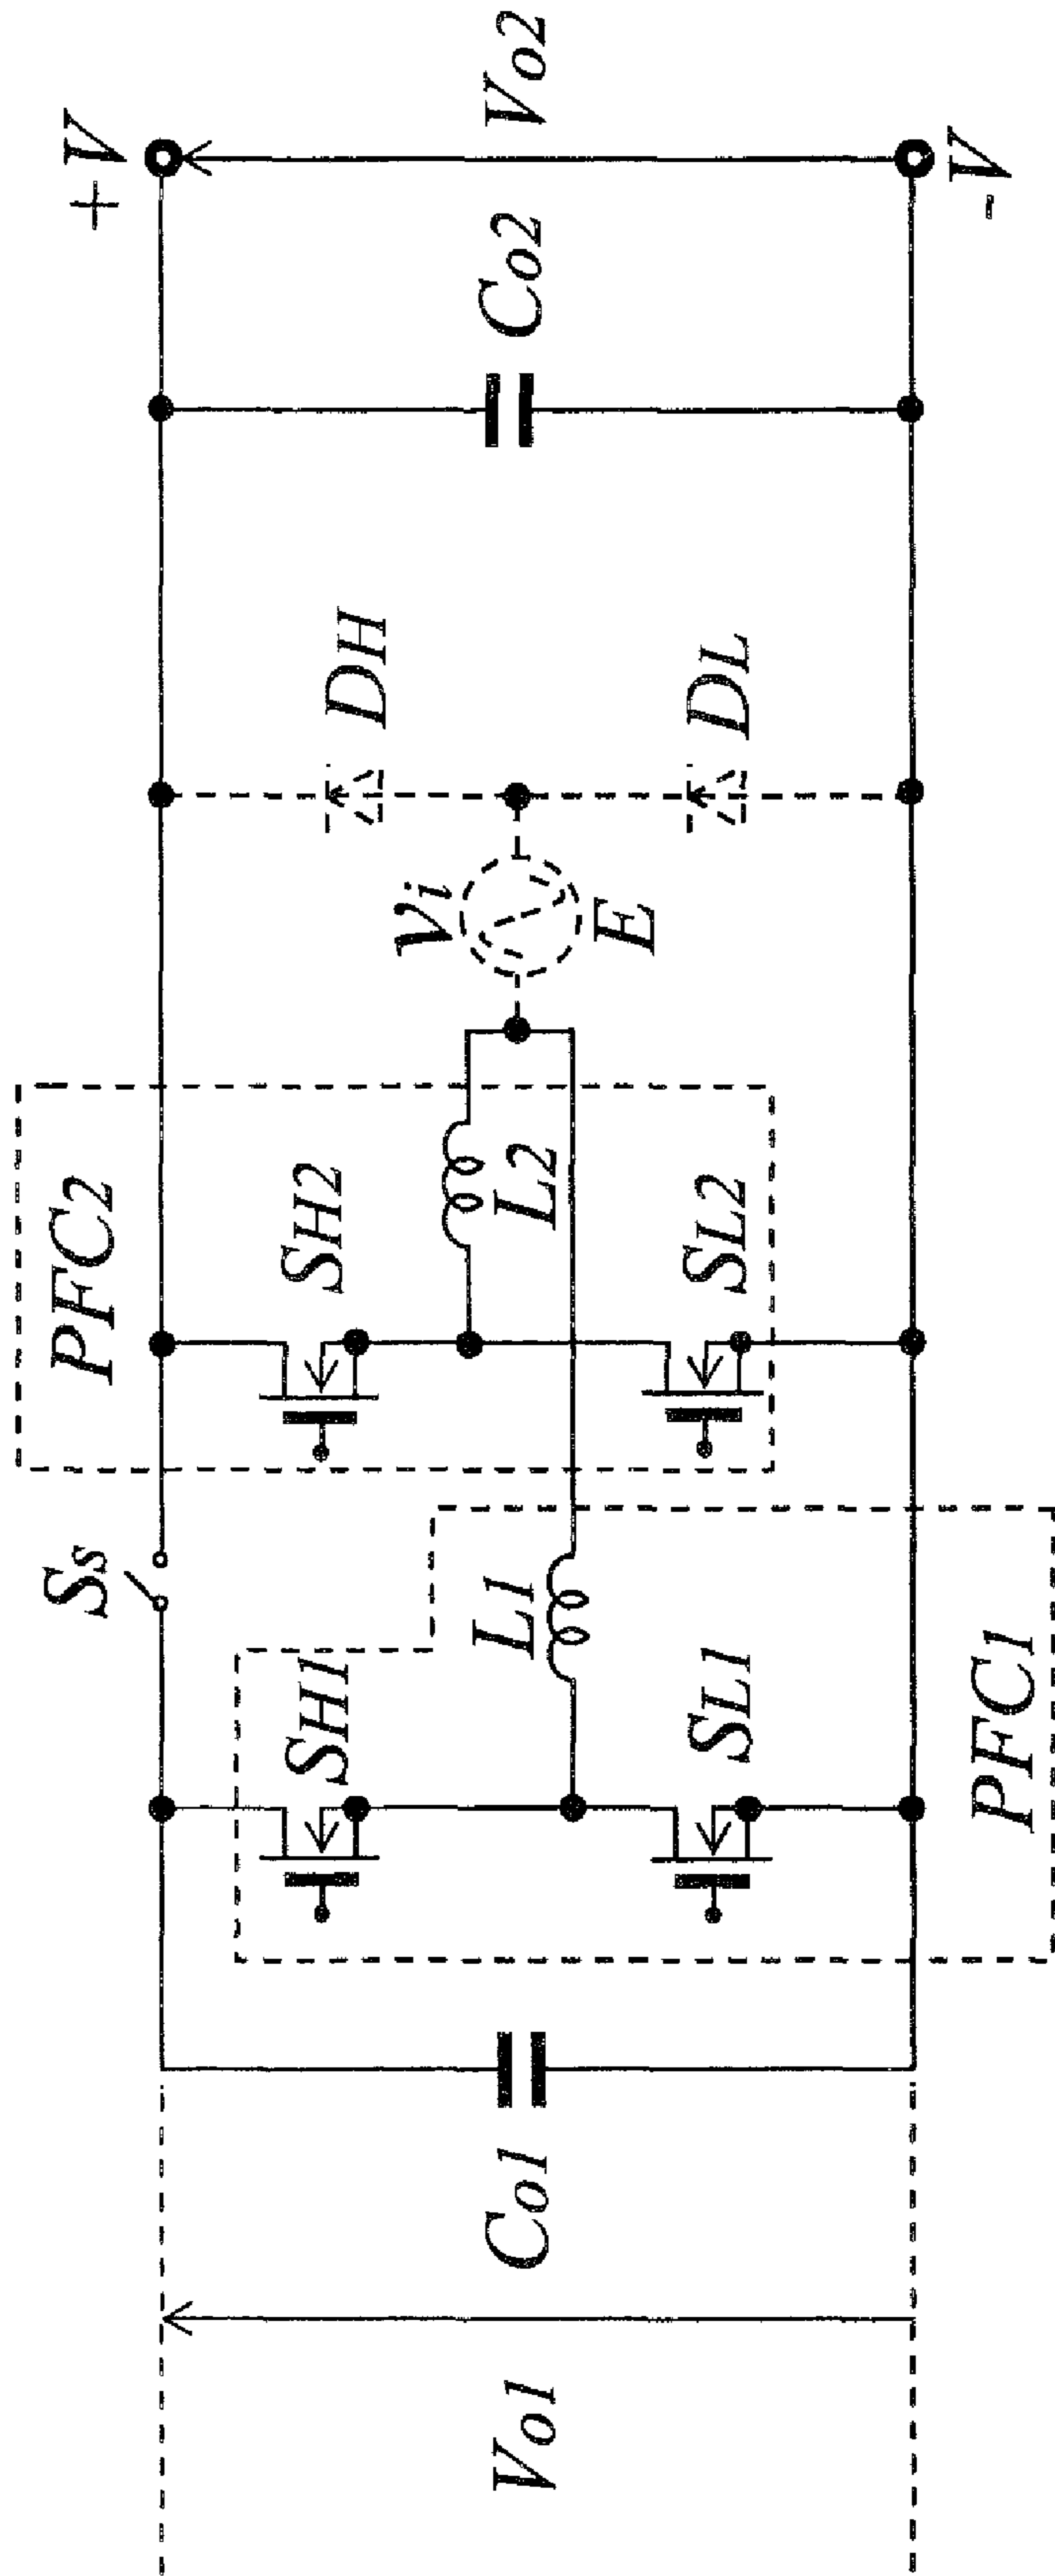 +V
Vo2
-V
Co2
DH
DL
Vi
E
PFC2
SH2
L2
SL2
Ss
L1
SH1
SL1
PFC1
Co1
Vo1